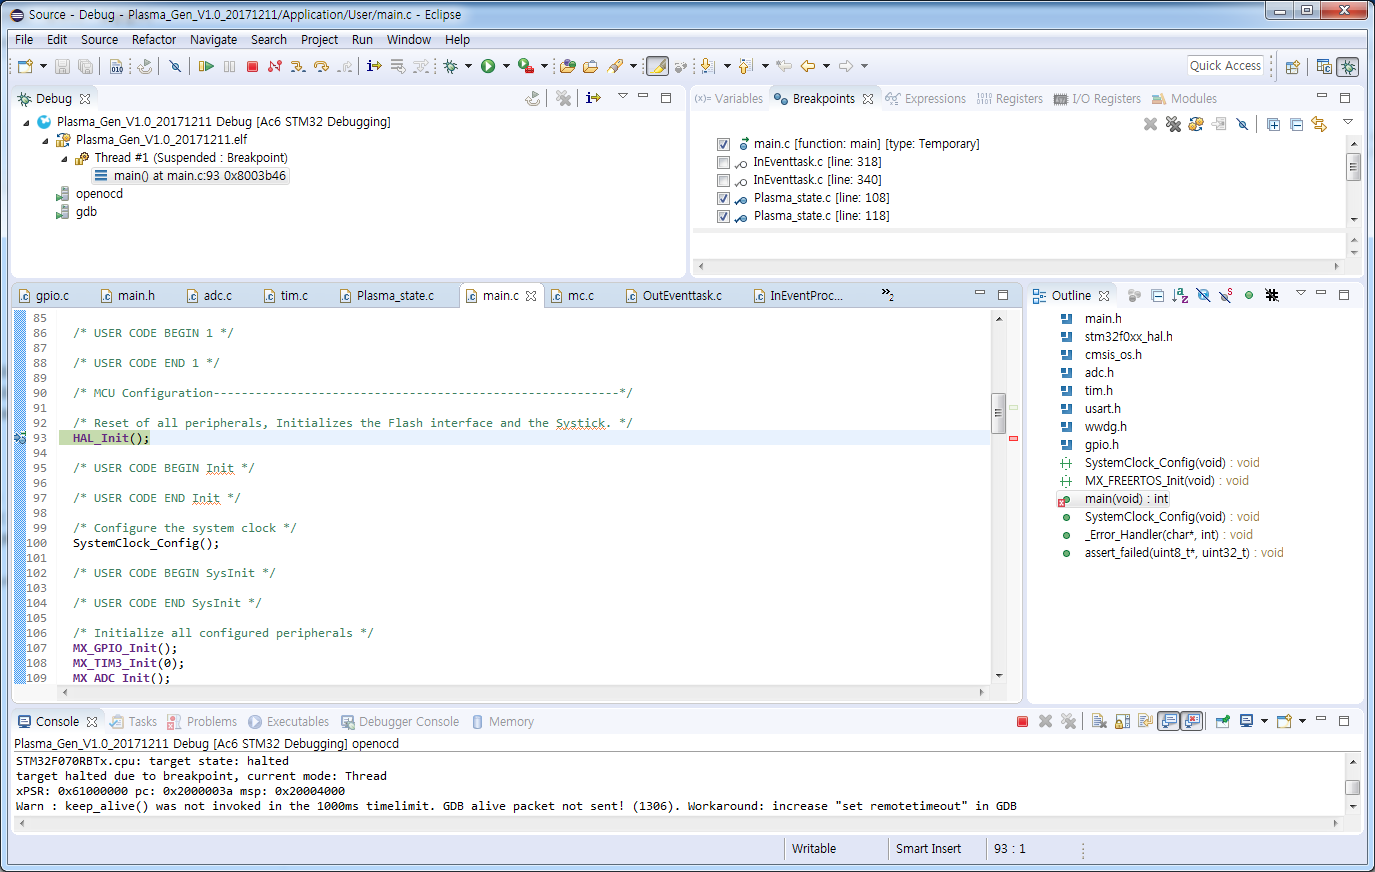 Source - Debug - Plasma_Gen_V1.0_20171211/Application/User/main.c - Eclipse
File Edit Source Refactor Navigate Search Project Run Window Help
Quick Access
Debug
Plasma_Gen_V1.0_20171211 Debug [Ac6 STM32 Debugging]
Plasma_Gen_V1.0_20171211.elf
Thread #1 (Suspended : Breakpoint)
main() at main.c:93 0x8003b46
openocd
gdb
(x)= Variables Breakpoints Expressions Registers I/O Registers Modules
main.c [function: main] [type: Temporary]
InEventtask.c [line: 318]
InEventtask.c [line: 340]
Plasma_state.c [line: 108]
Plasma_state.c [line: 118]
gpio.c main.h adc.c tim.c Plasma_state.c main.c mc.c OutEventtask.c InEventProc... »2
85
86 /* USER CODE BEGIN 1 */
87
88 /* USER CODE END 1 */
89
90 /* MCU Configuration----------------------------------------------------------*/
91
92 /* Reset of all peripherals, Initializes the Flash interface and the Systick. */
93 HAL_Init();
94
95 /* USER CODE BEGIN Init */
96
97 /* USER CODE END Init */
98
99 /* Configure the system clock */
100 SystemClock_Config();
101
102 /* USER CODE BEGIN SysInit */
103
104 /* USER CODE END SysInit */
105
106 /* Initialize all configured peripherals */
107 MX_GPIO_Init();
108 MX_TIM3_Init(0);
109 MX_ADC_Init();
Outline
main.h
stm32f0xx_hal.h
cmsis_os.h
adc.h
tim.h
usart.h
wwdg.h
gpio.h
SystemClock_Config(void) : void
MX_FREERTOS_Init(void) : void
main(void) : int
SystemClock_Config(void) : void
_Error_Handler(char*, int) : void
assert_failed(uint8_t*, uint32_t) : void
Console Tasks Problems Executables Debugger Console Memory
Plasma_Gen_V1.0_20171211 Debug [Ac6 STM32 Debugging] openocd
STM32F070RBTx.cpu: target state: halted
target halted due to breakpoint, current mode: Thread
xPSR: 0x61000000 pc: 0x2000003a msp: 0x20004000
Warn : keep_alive() was not invoked in the 1000ms timelimit. GDB alive packet not sent! (1306). Workaround: increase "set remotetimeout" in GDB
Writable Smart Insert 93 : 1